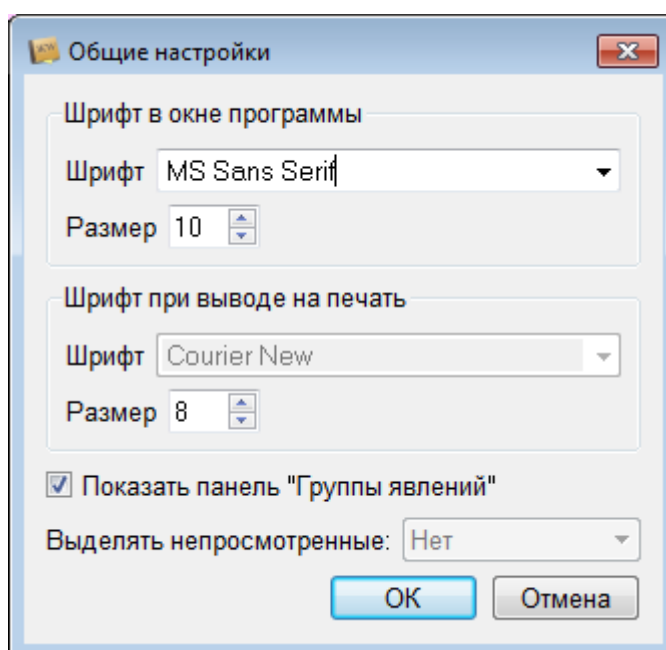 Общие настройки
Шрифт в окне программы
Шрифт MS Sans Serif
Размер 10
Шрифт при выводе на печать
Шрифт Courier New
Размер 8
Показать панель "Группы явлений"
Выделять непросмотренные: Нет
ОК Отмена